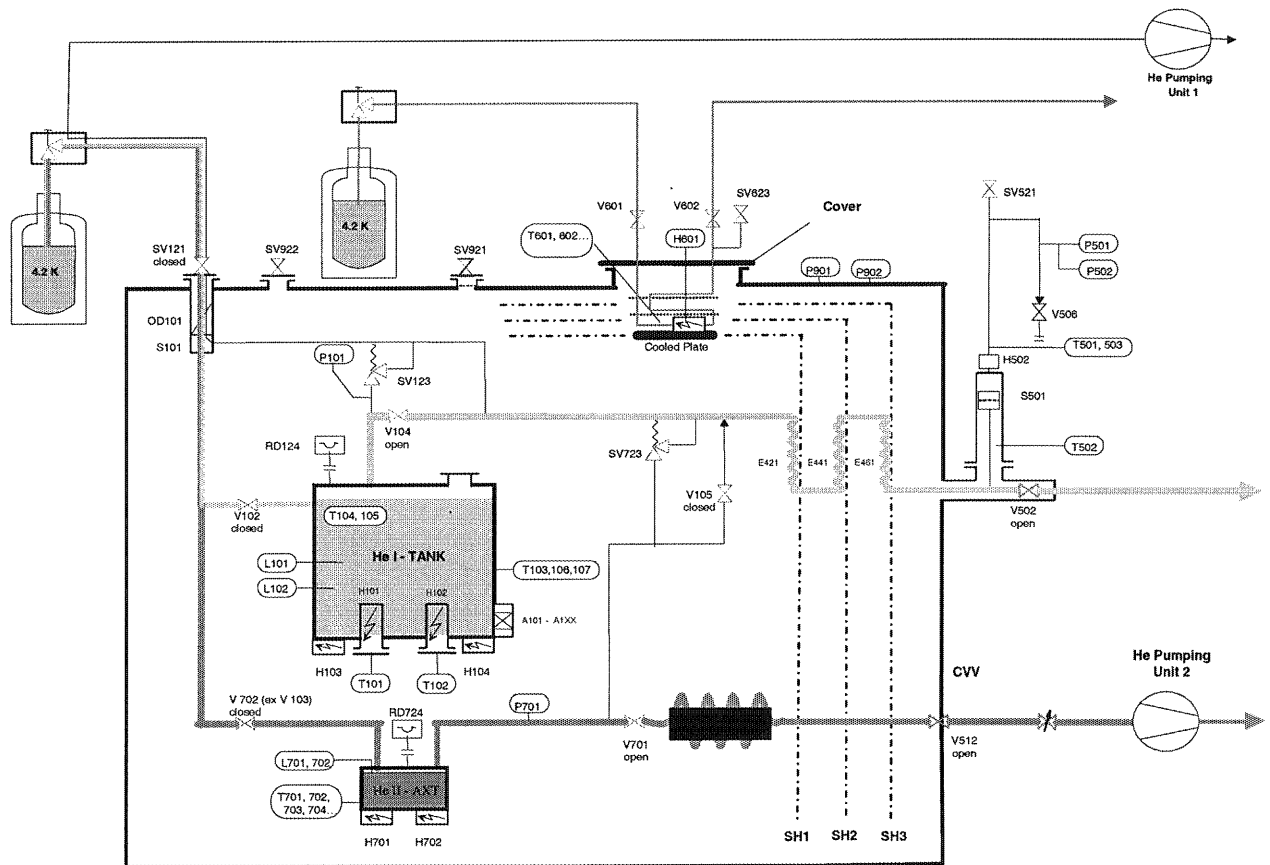 He Pumping
Unit 1
SV623
V601
V602
Cover
SV521
4.2 K
T601, 602...
H601
SV121
closed
SV922
4.2 K
SV921
P901
P902
P501
P502
V506
OD101
S101
Cooled Plate
H502
T501, 503
P101
SV123
S501
V104
open
RD124
SV723
E421
E441
E461
T502
V105
closed
V102
closed
T104, 105
V502
open
He I - TANK
L101
L102
T103,106,107
H101
H102
A101 - A1XX
H103
H104
T101
T102
CVV
He Pumping
Unit 2
V 702 (ex V 103)
closed
RD724
P701
V701
open
V512
open
L701, 702
He II - AXT
T701, 702,
703, 704...
H701
H702
SH1
SH2
SH3